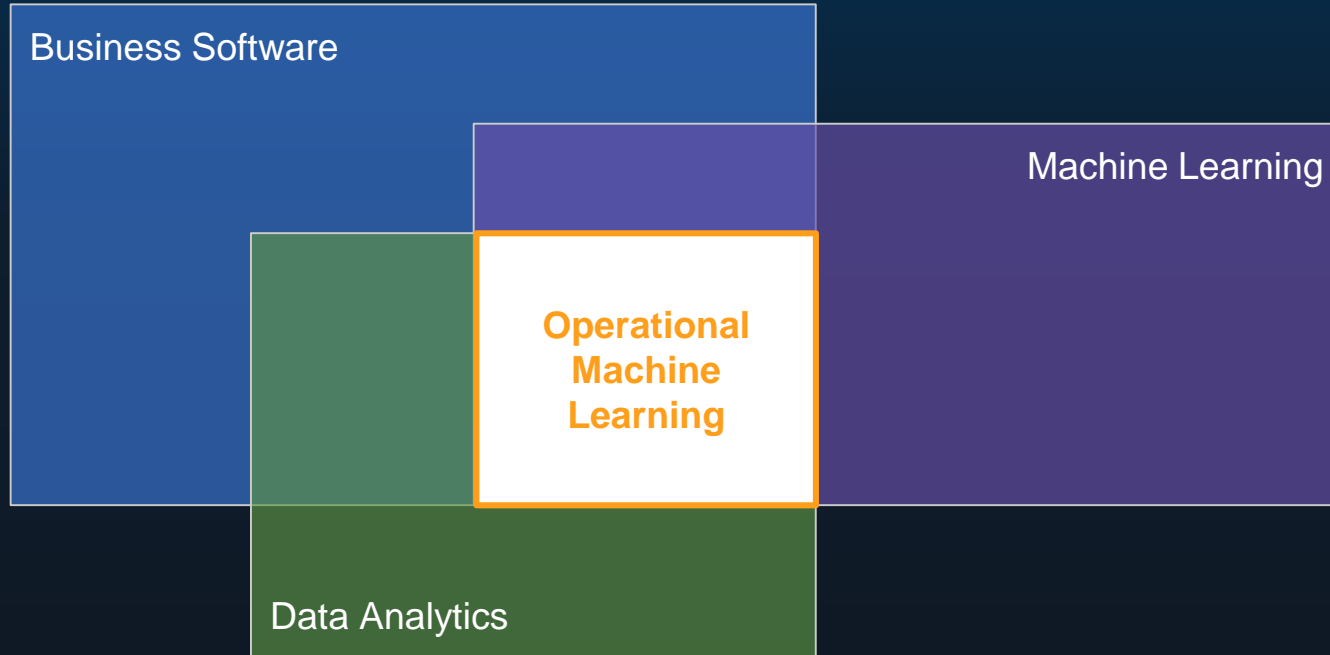 Business Software
Machine Learning
Operational
Machine
Learning
Data Analytics